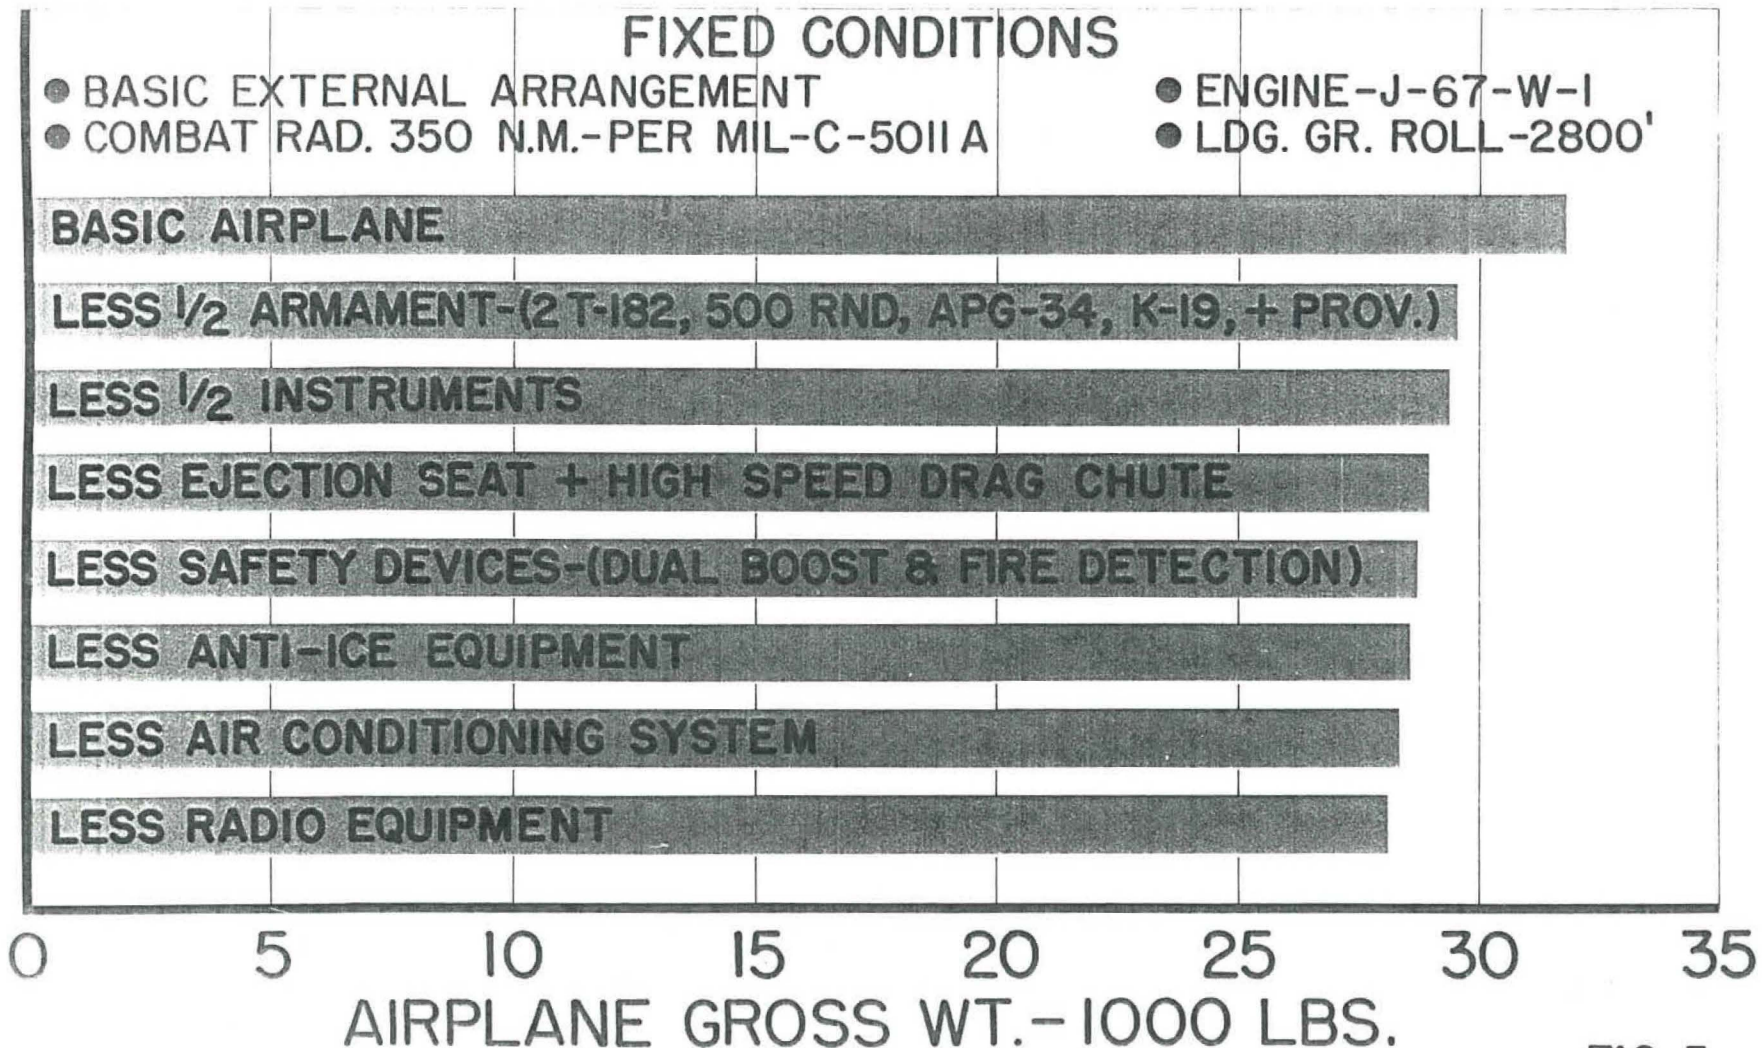 FIXED CONDITIONS
● BASIC EXTERNAL ARRANGEMENT
● COMBAT RAD. 350 N.M.-PER MIL-C-5011 A
● ENGINE-J-67-W-1
● LDG. GR. ROLL-2800'
BASIC AIRPLANE
LESS 1/2 ARMAMENT-(2 T-182, 500 RND, APG-34, K-19, + PROV.)
LESS 1/2 INSTRUMENTS
LESS EJECTION SEAT + HIGH SPEED DRAG CHUTE
LESS SAFETY DEVICES-(DUAL BOOST & FIRE DETECTION)
LESS ANTI-ICE EQUIPMENT
LESS AIR CONDITIONING SYSTEM
LESS RADIO EQUIPMENT
0 5 10 15 20 25 30 35
AIRPLANE GROSS WT.-1000 LBS.